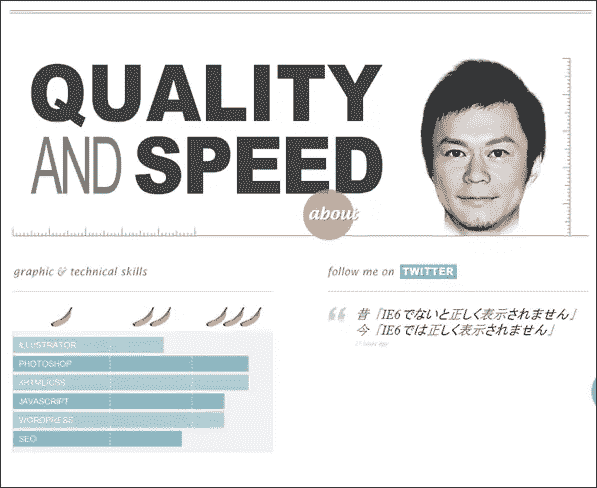 QUALITY
AND SPEED
about
graphic & technical skills
follow me on TWITTER
昔「IE6でないと正しく表示されません」
今「IE6では正しく表示されません」
ILLUSTRATOR
PHOTOSHOP
XHTML/CSS
JAVASCRIPT
WORDPRESS
SEO